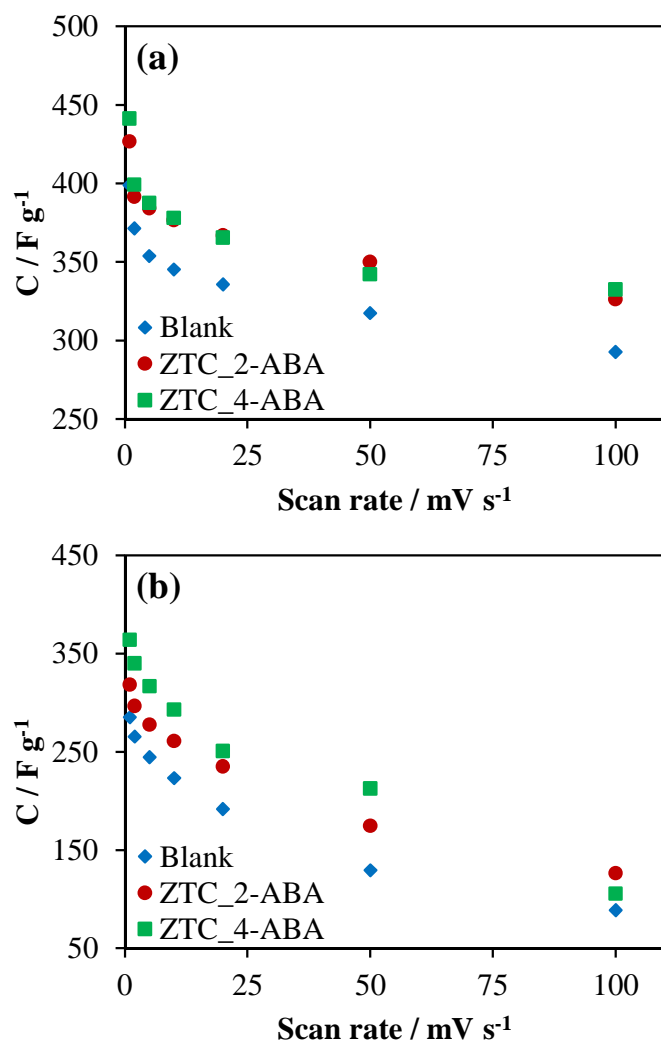 500
(a)
450
400
350
300
250
C / F g⁻¹
Blank
ZTC_2-ABA
ZTC_4-ABA
0 25 50 75 100
Scan rate / mV s⁻¹
450
(b)
350
250
150
50
C / F g⁻¹
Blank
ZTC_2-ABA
ZTC_4-ABA
0 25 50 75 100
Scan rate / mV s⁻¹